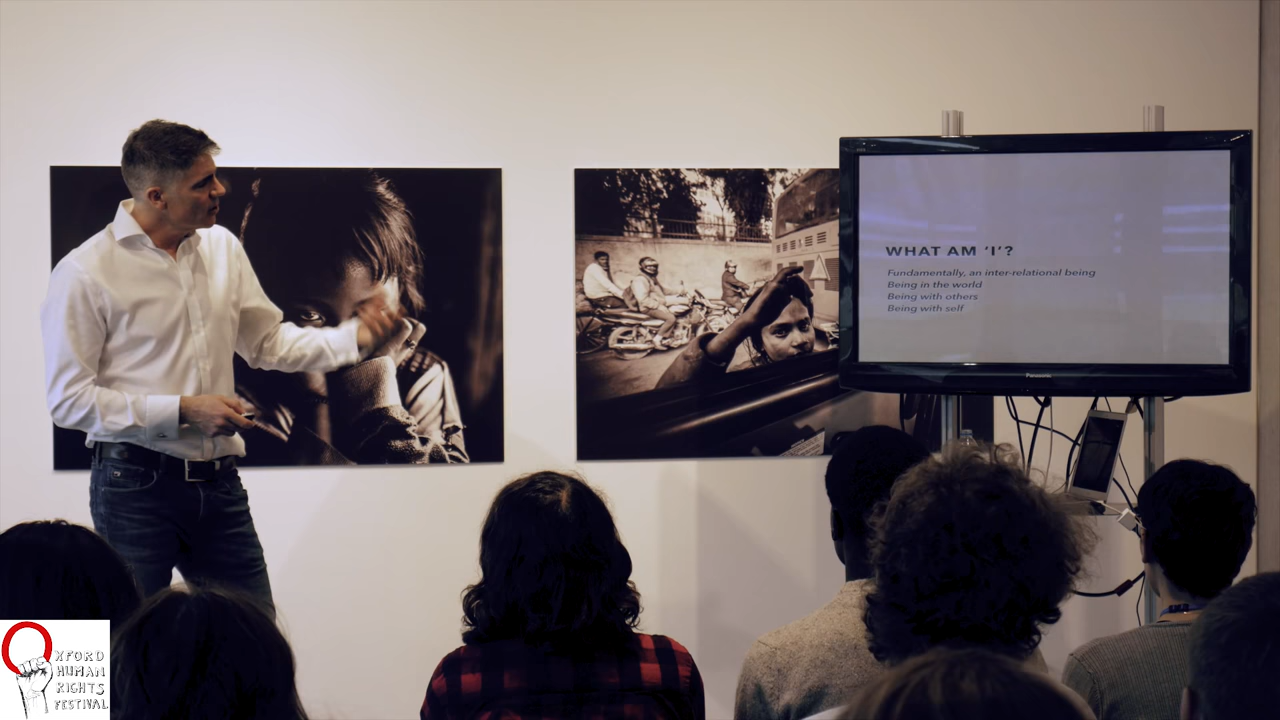 WHAT AM 'I'?
Fundamentally, an inter-relational being
Being in the world
Being with others
Being with self
Panasonic
OXFORD
HUMAN
RIGHTS
FESTIVAL